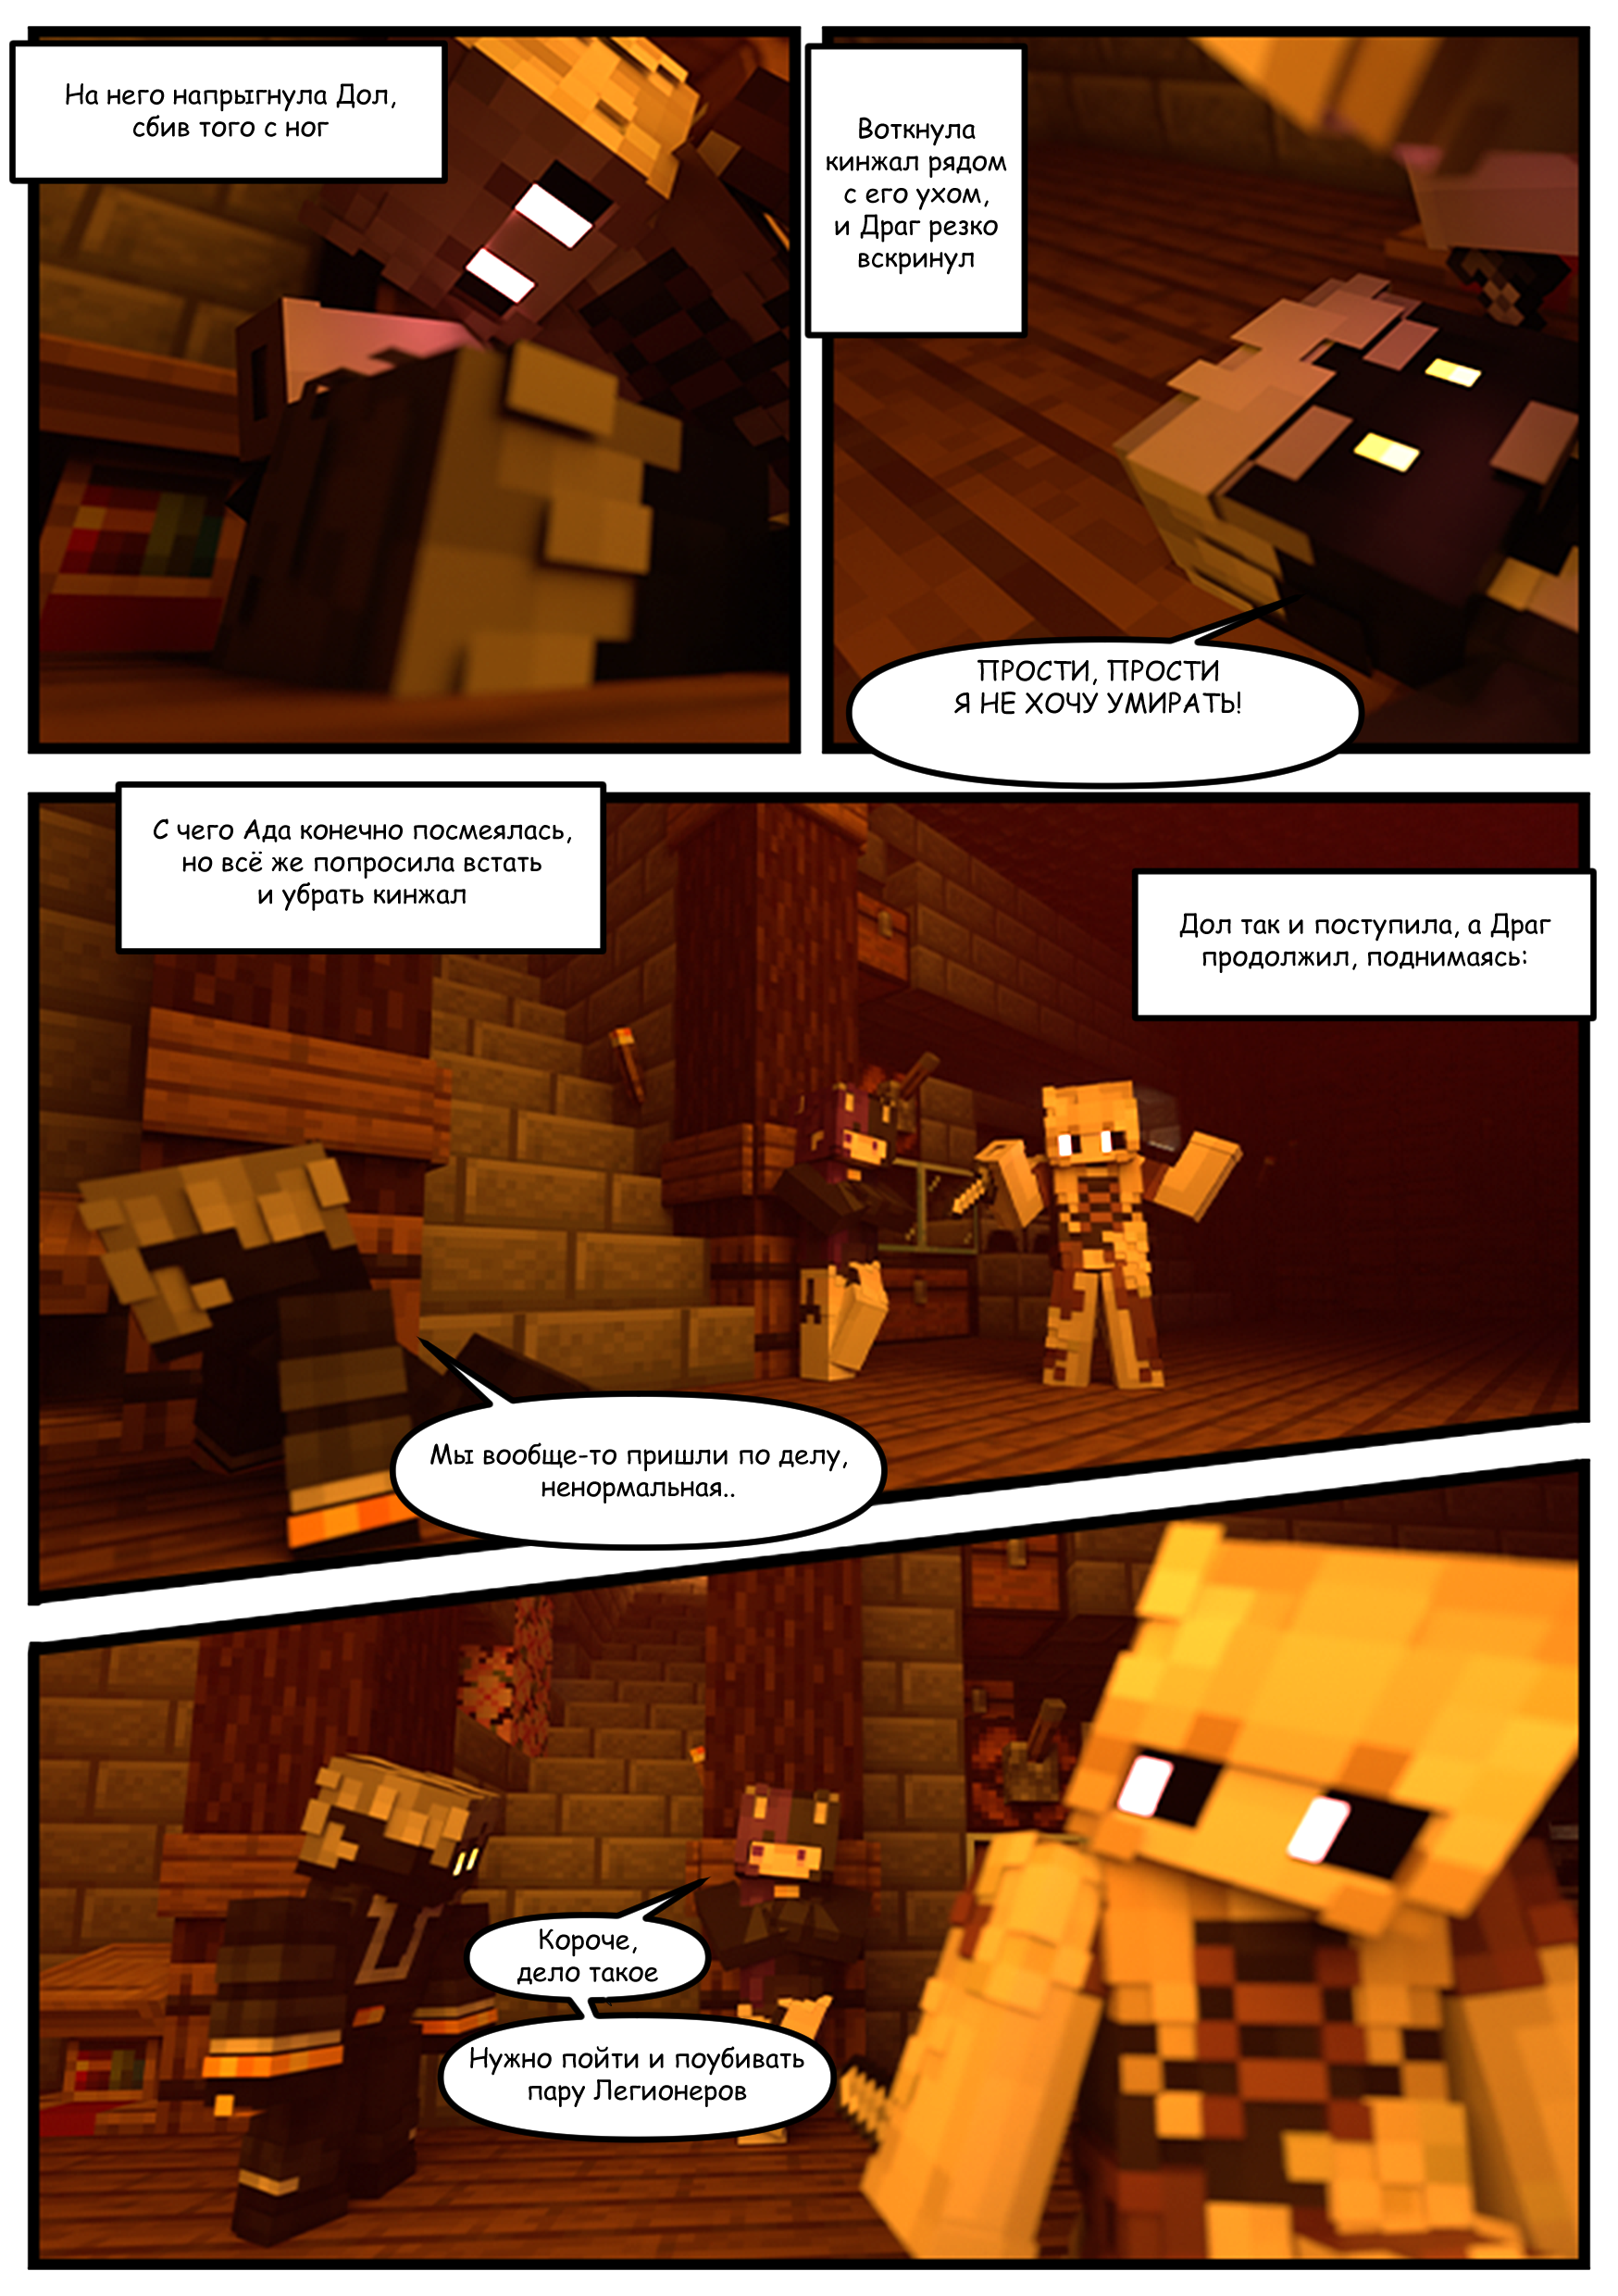 На него напрыгнула Дол,
сбив того с ног
Воткнула
кинжал рядом
с его ухом,
и Драг резко
вскринул
ПРОСТИ, ПРОСТИ
Я НЕ ХОЧУ УМИРАТЬ!
С чего Ада конечно посмеялась,
но всё же попросила встать
и убрать кинжал
Дол так и поступила, а Драг
продолжил, поднимаясь:
Мы вообще-то пришли по делу,
ненормальная..
Короче,
дело такое
Нужно пойти и поубивать
пару Легионеров